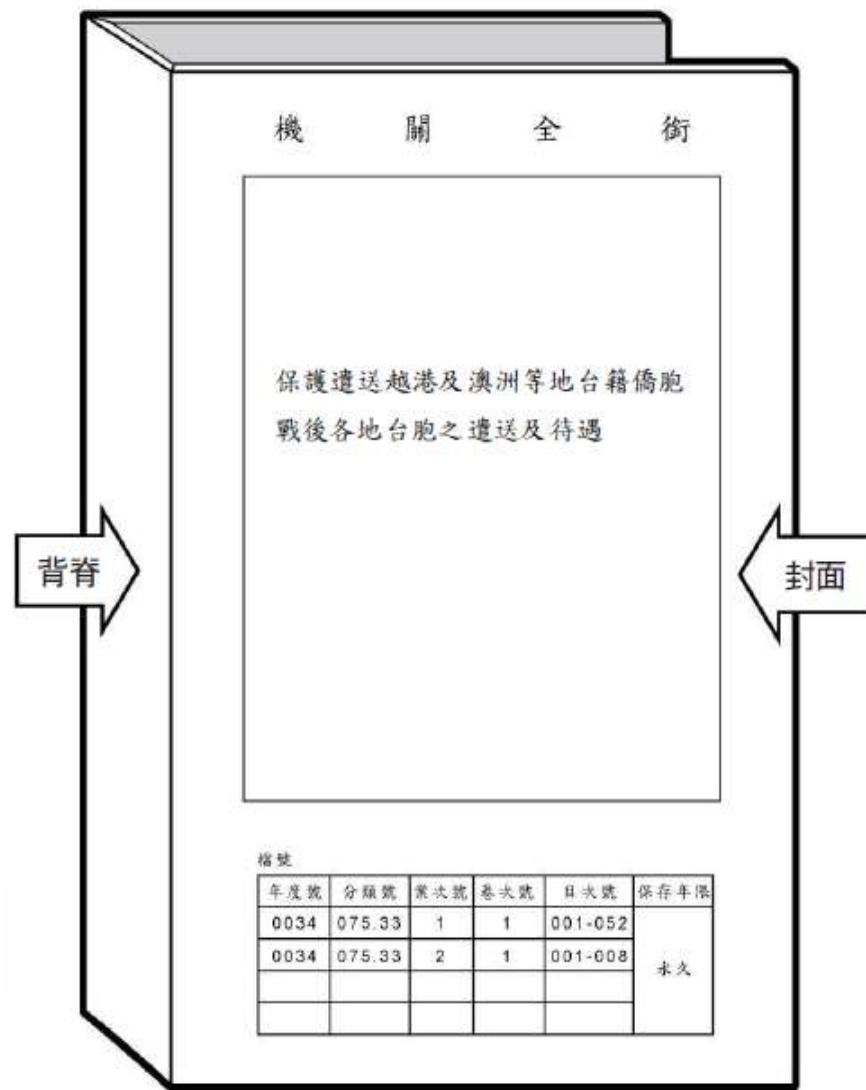 機關全銜
保護遣送越港及澳洲等地台籍僑胞
戰後各地台胞之遣送及待遇
背脊
封面
檔號
年度號 分類號 案次號 卷次號 目次號 保存年限
0034 075.33 1 1 001-052
0034 075.33 2 1 001-008
永久